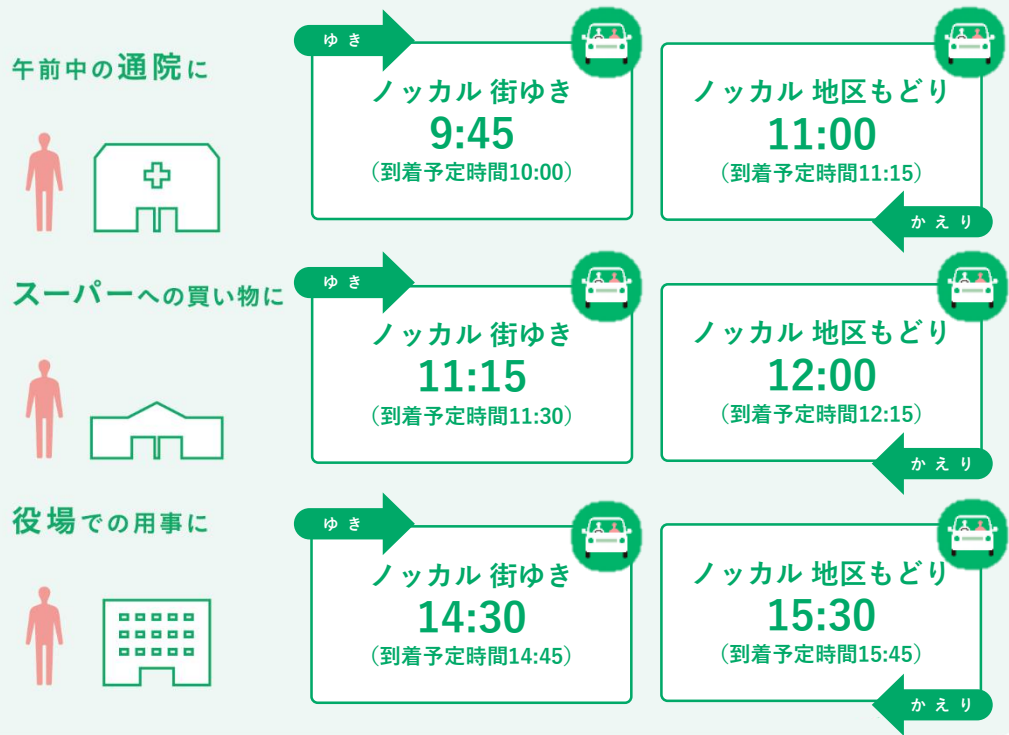 午前中の通院に
ゆき
ノッカル 街ゆき
9:45
（到着予定時間10:00）
ノッカル 地区もどり
11:00
（到着予定時間11:15）
かえり
スーパーへの買い物に
ゆき
ノッカル 街ゆき
11:15
（到着予定時間11:30）
ノッカル 地区もどり
12:00
（到着予定時間12:15）
かえり
役場での用事に
ゆき
ノッカル 街ゆき
14:30
（到着予定時間14:45）
ノッカル 地区もどり
15:30
（到着予定時間15:45）
かえり